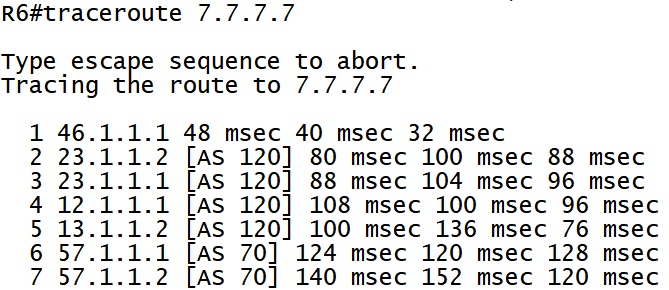 R6#traceroute 7.7.7.7
Type escape sequence to abort.
Tracing the route to 7.7.7.7
1 46.1.1.1 48 msec 40 msec 32 msec
2 23.1.1.2 [AS 120] 80 msec 100 msec 88 msec
3 23.1.1.1 [AS 120] 88 msec 104 msec 96 msec
4 12.1.1.1 [AS 120] 108 msec 100 msec 96 msec
5 13.1.1.2 [AS 120] 100 msec 136 msec 76 msec
6 57.1.1.1 [AS 70] 124 msec 120 msec 128 msec
7 57.1.1.2 [AS 70] 140 msec 152 msec 120 msec